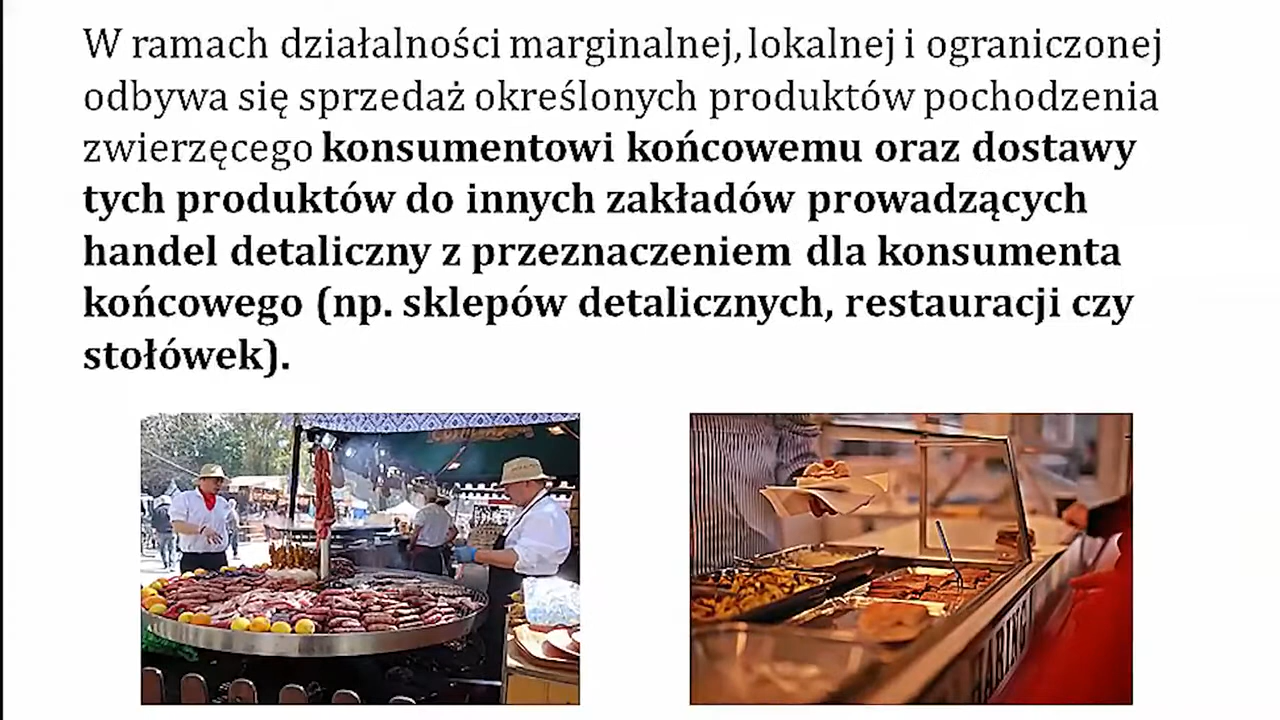 W ramach działalności marginalnej, lokalnej i ograniczonej
odbywa się sprzedaż określonych produktów pochodzenia
zwierzęcego konsumentowi końcowemu oraz dostawy
tych produktów do innych zakładów prowadzących
handel detaliczny z przeznaczeniem dla konsumenta
końcowego (np. sklepów detalicznych, restauracji czy
stołówek).